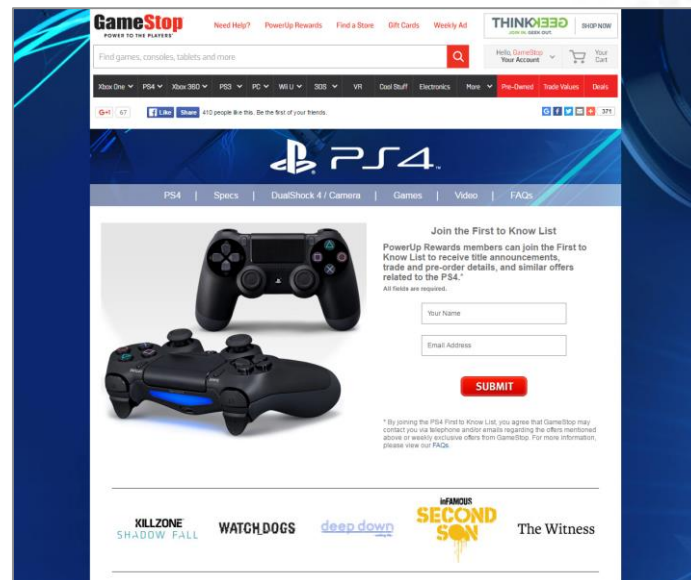 GameStop
POWER TO THE PLAYERS
Need Help? PowerUp Rewards Find a Store Gift Cards Weekly Ad
THINKGEEK
JOIN IN. GEEK OUT.
SHOP NOW
Find games, consoles, tablets and more
Hello, GameStop
Your Account
Your
Cart
Xbox One PS4 Xbox 360 PS3 PC Wii U 3DS VR Cool Stuff Electronics More Pre-Owned Trade Values Deals
G+1 67 Like Share 410 people like this. Be the first of your friends.
371
PS4
PS4 | Specs | DualShock 4 / Camera | Games | Video | FAQs
Join the First to Know List
PowerUp Rewards members can join the First to
Know List to receive title announcements,
trade and pre-order details, and similar offers
related to the PS4.*
All fields are required.
Your Name
Email Address
SUBMIT
* By joining the PS4 First to Know List, you agree that GameStop may
contact you via telephone and/or emails regarding the offers mentioned
above or weekly exclusive offers from GameStop. For more information,
please view our FAQs.
KILLZONE
SHADOW FALL
WATCH_DOGS
deep down
inFAMOUS
SECOND
SON
The Witness